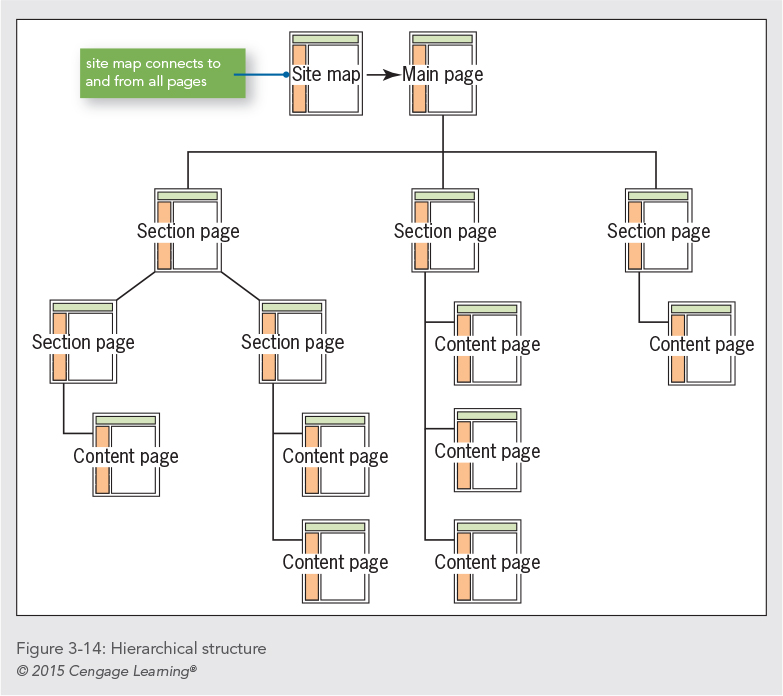 site map connects to
and from all pages
Site map
Main page
Section page
Section page
Section page
Section page
Section page
Content page
Content page
Content page
Content page
Content page
Content page
Content page
Figure 3-14: Hierarchical structure
© 2015 Cengage Learning®